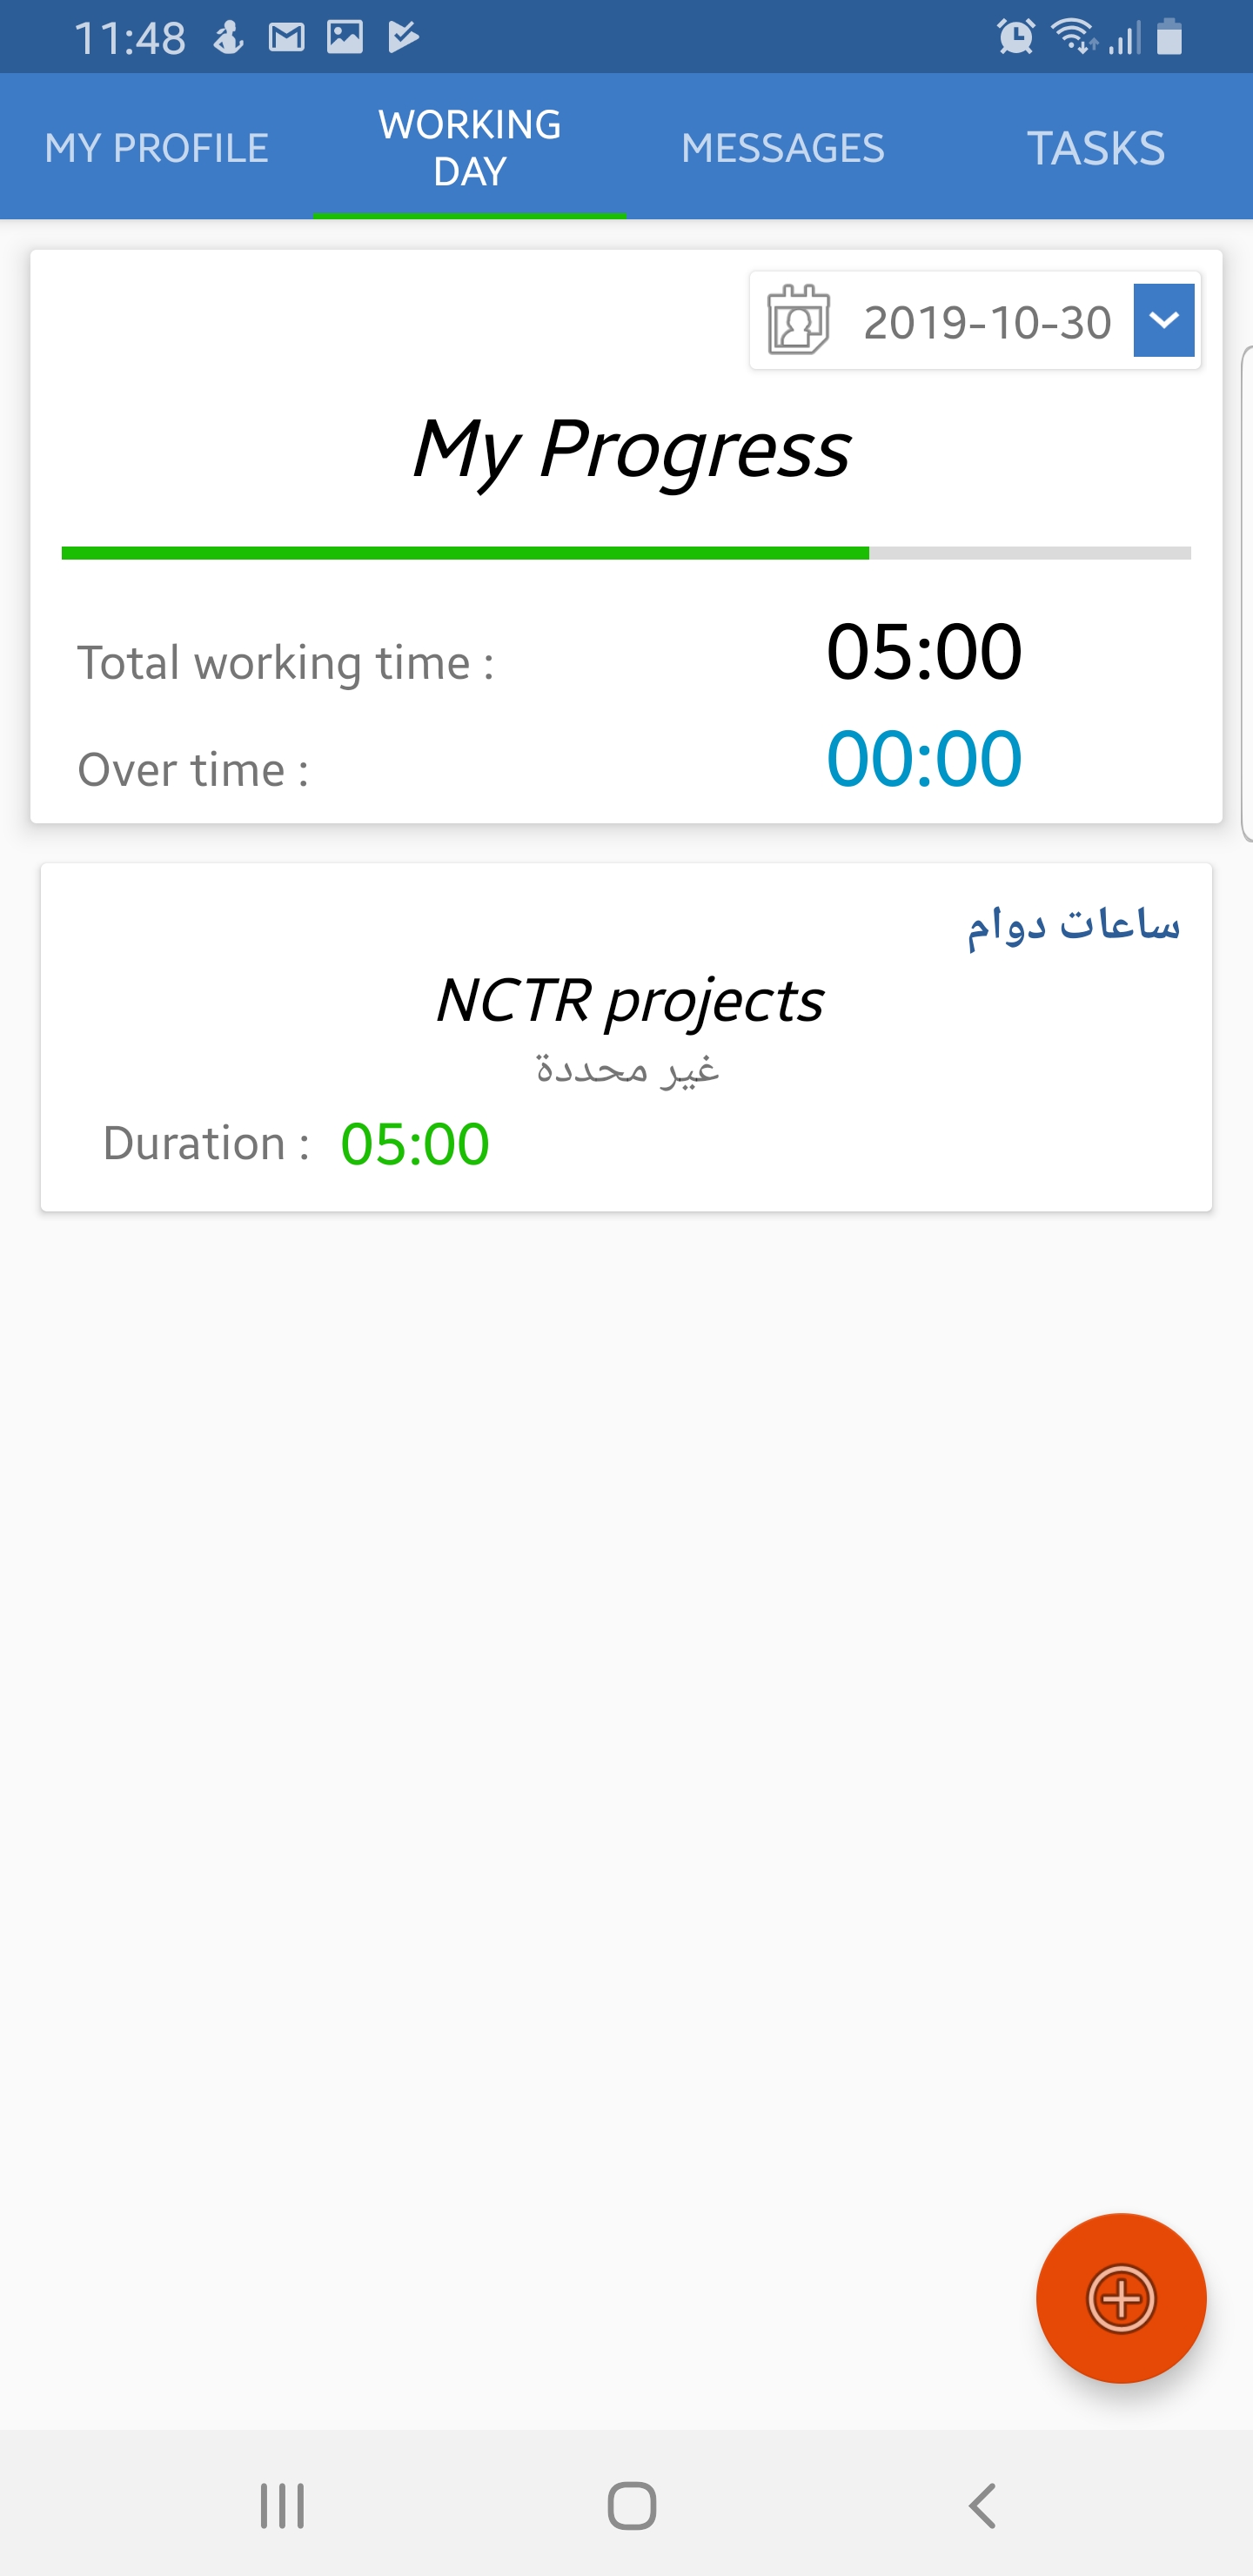 11:48
MY PROFILE
WORKING
DAY
MESSAGES
TASKS
2019-10-30
My Progress
Total working time :
05:00
Over time :
00:00
ساعات دوام
NCTR projects
غير محددة
Duration :
05:00